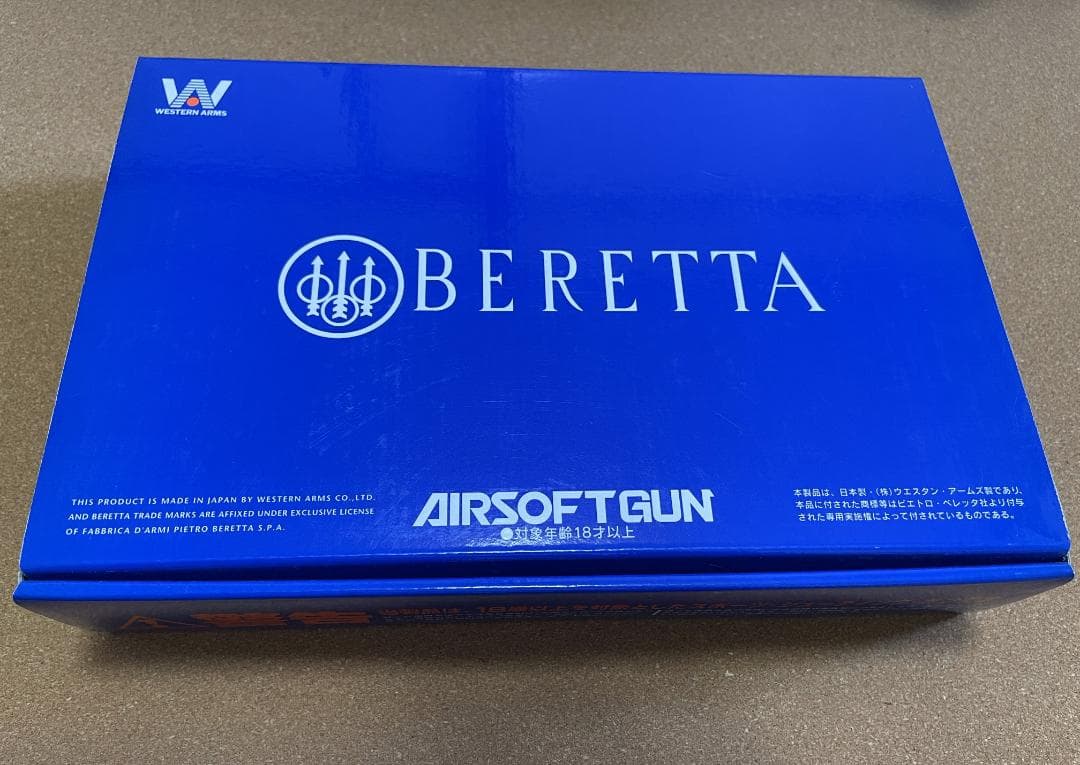 WESTERN ARMS
BERETTA
THIS PRODUCT IS MADE IN JAPAN BY WESTERN ARMS CO.,LTD.
AND BERETTA TRADE MARKS ARE AFFIXED UNDER EXCLUSIVE LICENSE
OF FABBRICA D'ARMI PIETRO BERETTA S.P.A.
AIRSOFTGUN
●対象年齢18才以上
本製品は、日本製・(株)ウエスタン・アームズ製であり、
本品に付された商標等はピエトロ・ベレッタ社より付与
された専用実施権によって付されているものである。
警告